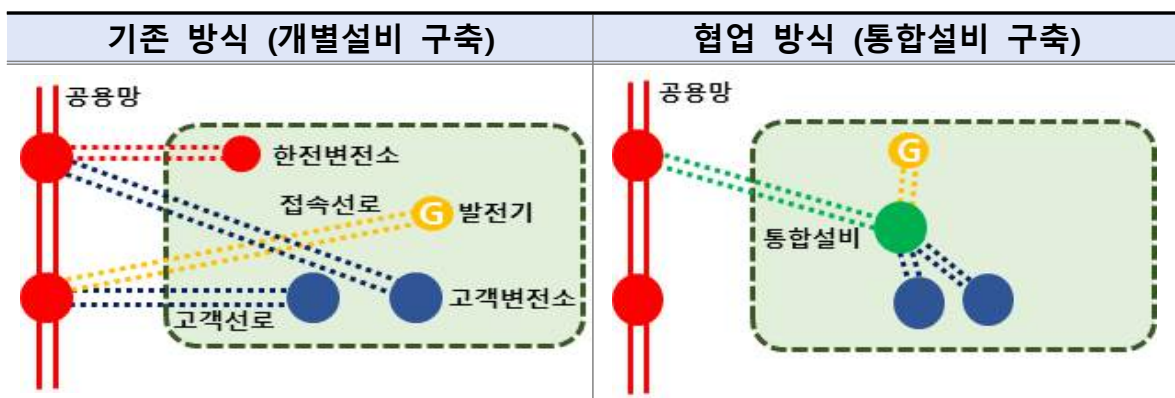 기존 방식 (개별설비 구축)
협업 방식 (통합설비 구축)
공용망
한전변전소
접속선로
G 발전기
고객변전소
고객선로
공용망
G
통합설비